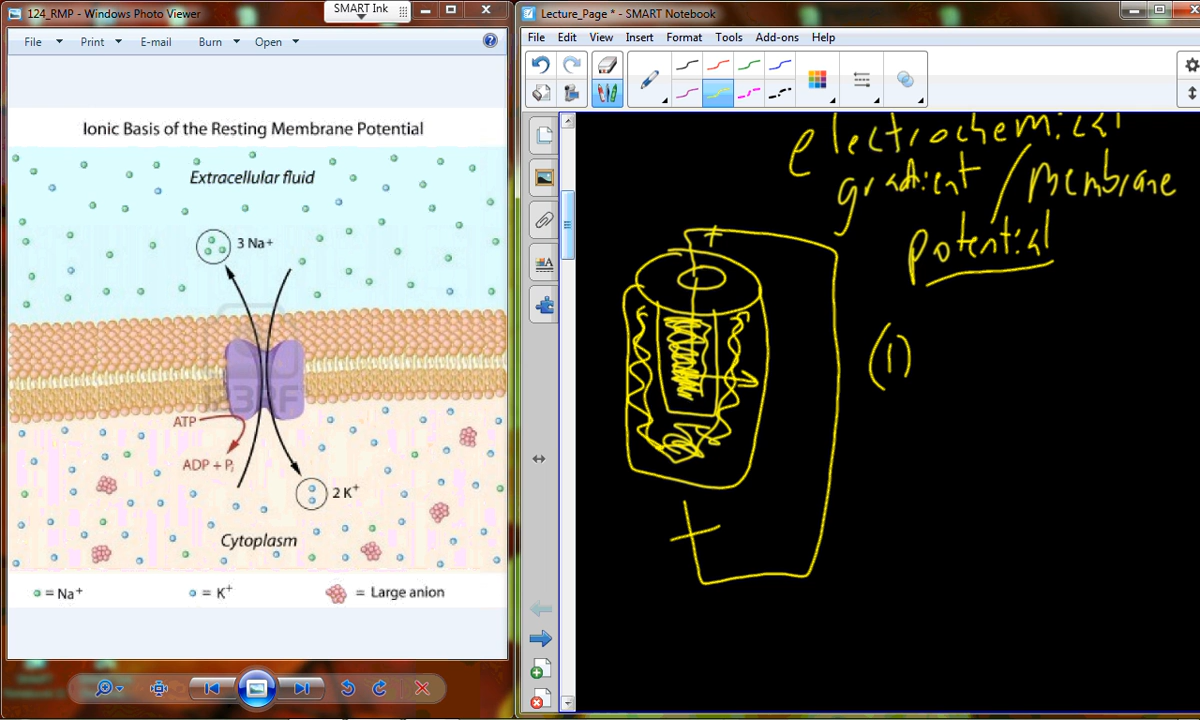 124_RMP - Windows Photo Viewer
SMART Ink
File Print E-mail Burn Open
Ionic Basis of the Resting Membrane Potential
Extracellular fluid
3 Na+
123RF
ATP
ADP + Pi
2 K+
Cytoplasm
= Na+ = K+ = Large anion
Lecture_Page * - SMART Notebook
File Edit View Insert Format Tools Add-ons Help
electrochemical
gradient / Membrane
potential
+
(1)
+